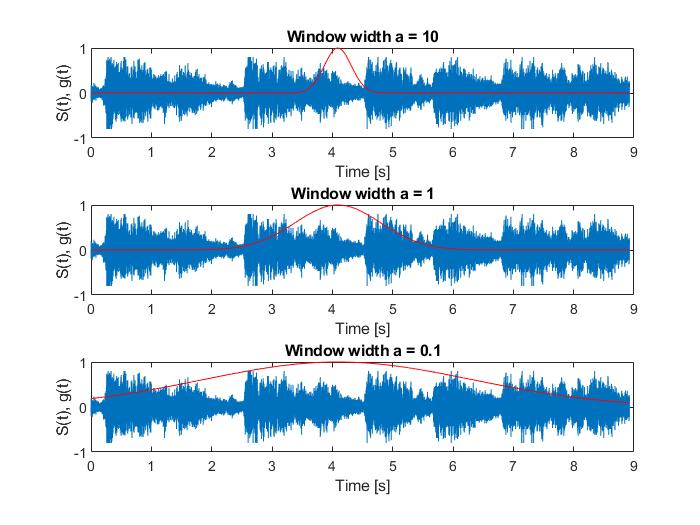 Window width a = 10
S(t), g(t)
1
0
-1
0 1 2 3 4 5 6 7 8 9
Time [s]
Window width a = 1
S(t), g(t)
1
0
-1
0 1 2 3 4 5 6 7 8 9
Time [s]
Window width a = 0.1
S(t), g(t)
1
0
-1
0 1 2 3 4 5 6 7 8 9
Time [s]